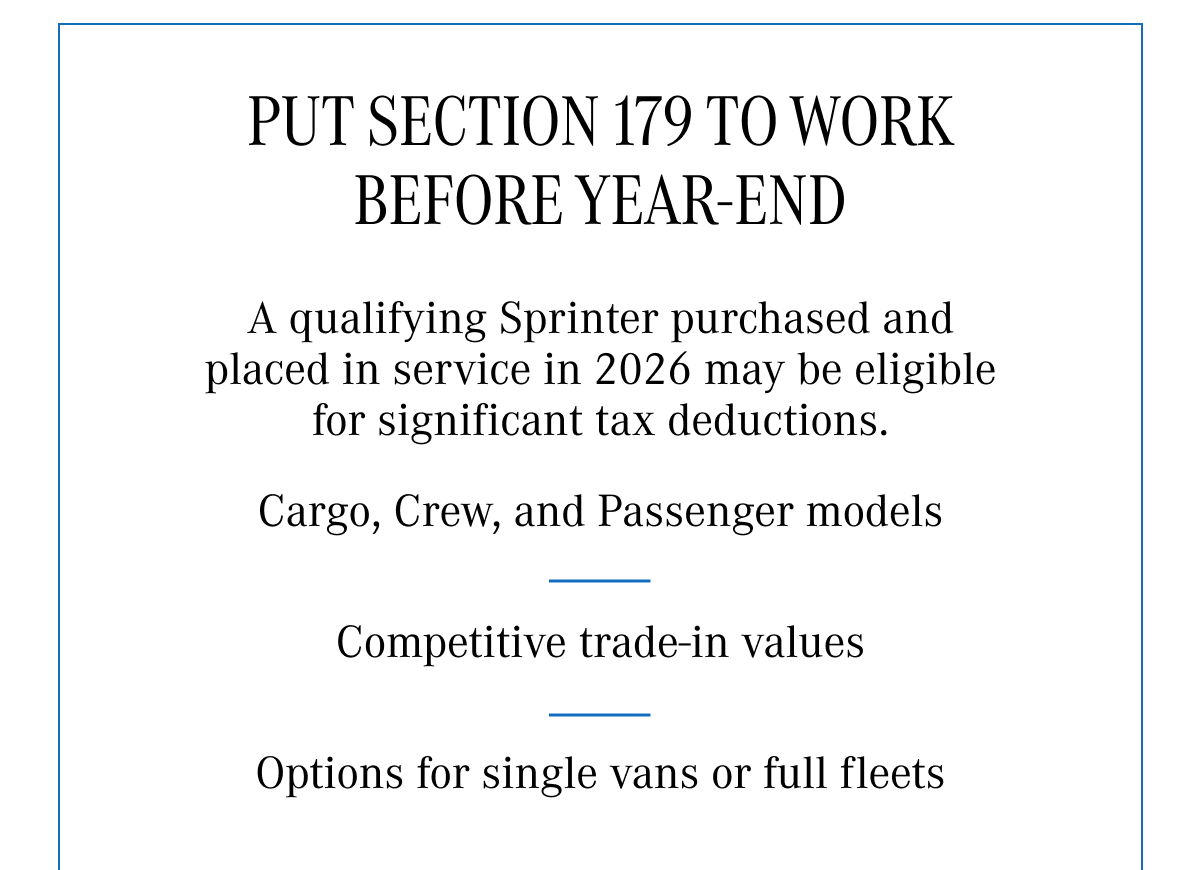 PUT SECTION 179 TO WORK
BEFORE YEAR-END
A qualifying Sprinter purchased and
placed in service in 2026 may be eligible
for significant tax deductions.
Cargo, Crew, and Passenger models
Competitive trade-in values
Options for single vans or full fleets